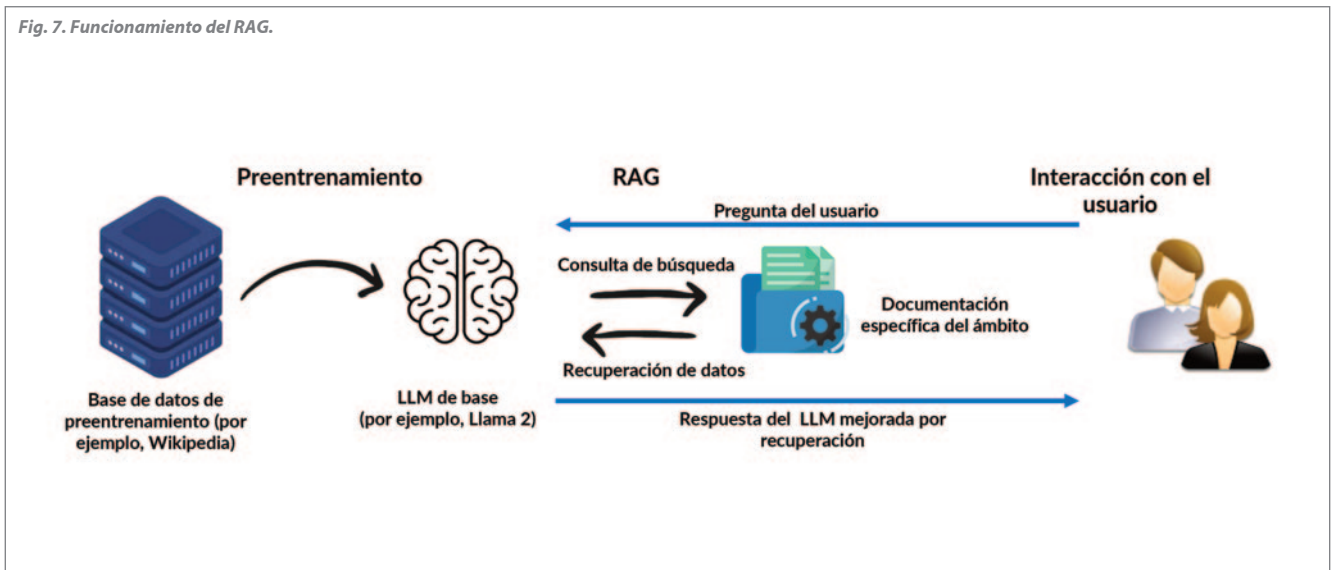 Fig. 7. Funcionamiento del RAG.
Preentrenamiento
RAG
Interacción con el
usuario
Pregunta del usuario
Consulta de búsqueda
Documentación
específica del ámbito
Recuperación de datos
Base de datos de
preentrenamiento (por
ejemplo, Wikipedia)
LLM de base
(por ejemplo, Llama 2)
Respuesta del LLM mejorada por
recuperación